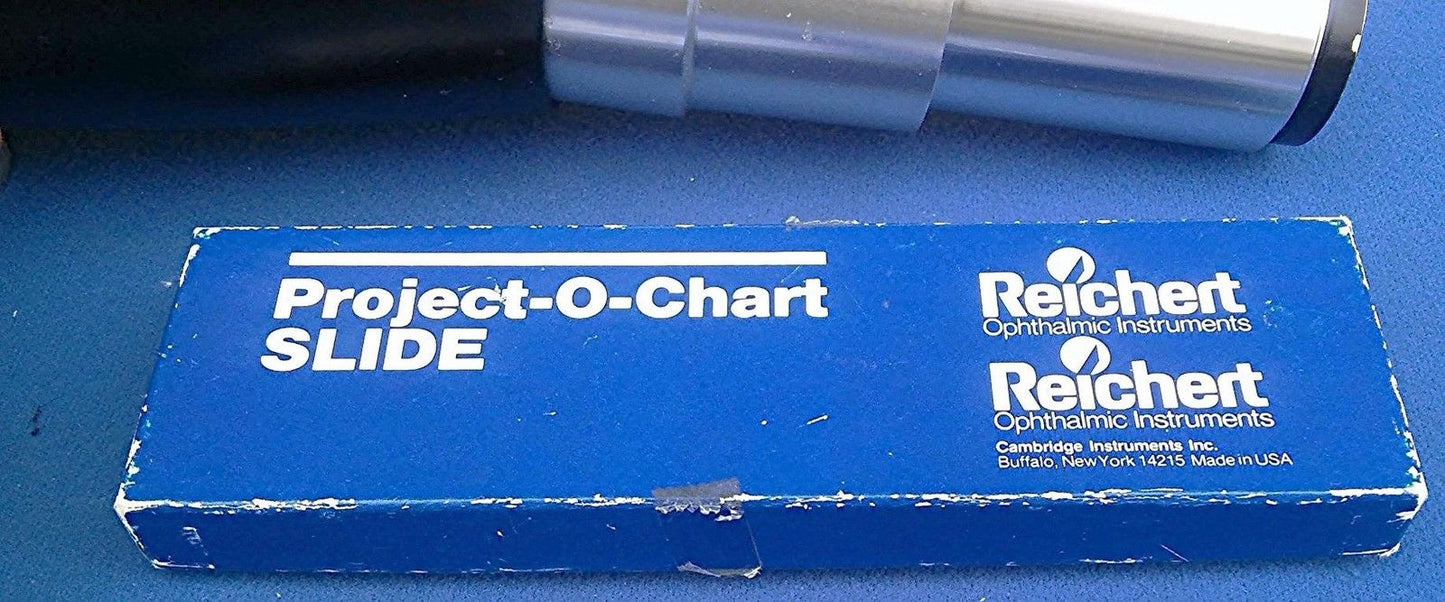 Project-O-Chart
SLIDE
Reichert
Ophthalmic Instruments
Reichert
Ophthalmic Instruments
Cambridge Instruments Inc.
Buffalo, New York 14215 Made in USA